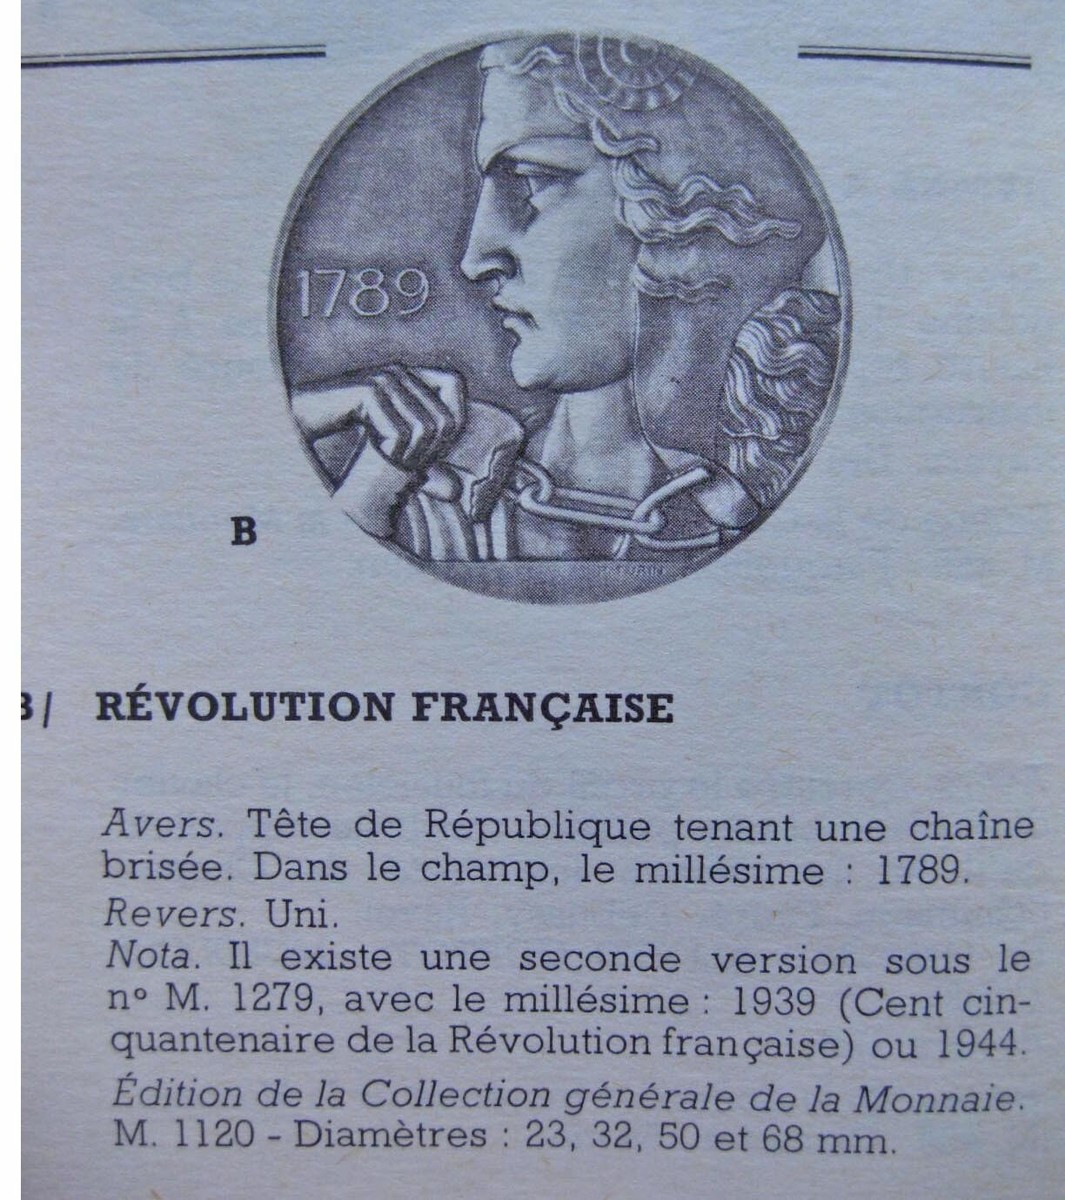 1789
B
3/ RÉVOLUTION FRANÇAISE
Avers. Tête de République tenant une chaîne
brisée. Dans le champ, le millésime : 1789.
Revers. Uni.
Nota. Il existe une seconde version sous le
nº M. 1279, avec le millésime : 1939 (Cent cin-
quantenaire de la Révolution française) ou 1944.
Édition de la Collection générale de la Monnaie.
M. 1120 - Diamètres : 23, 32, 50 et 68 mm.